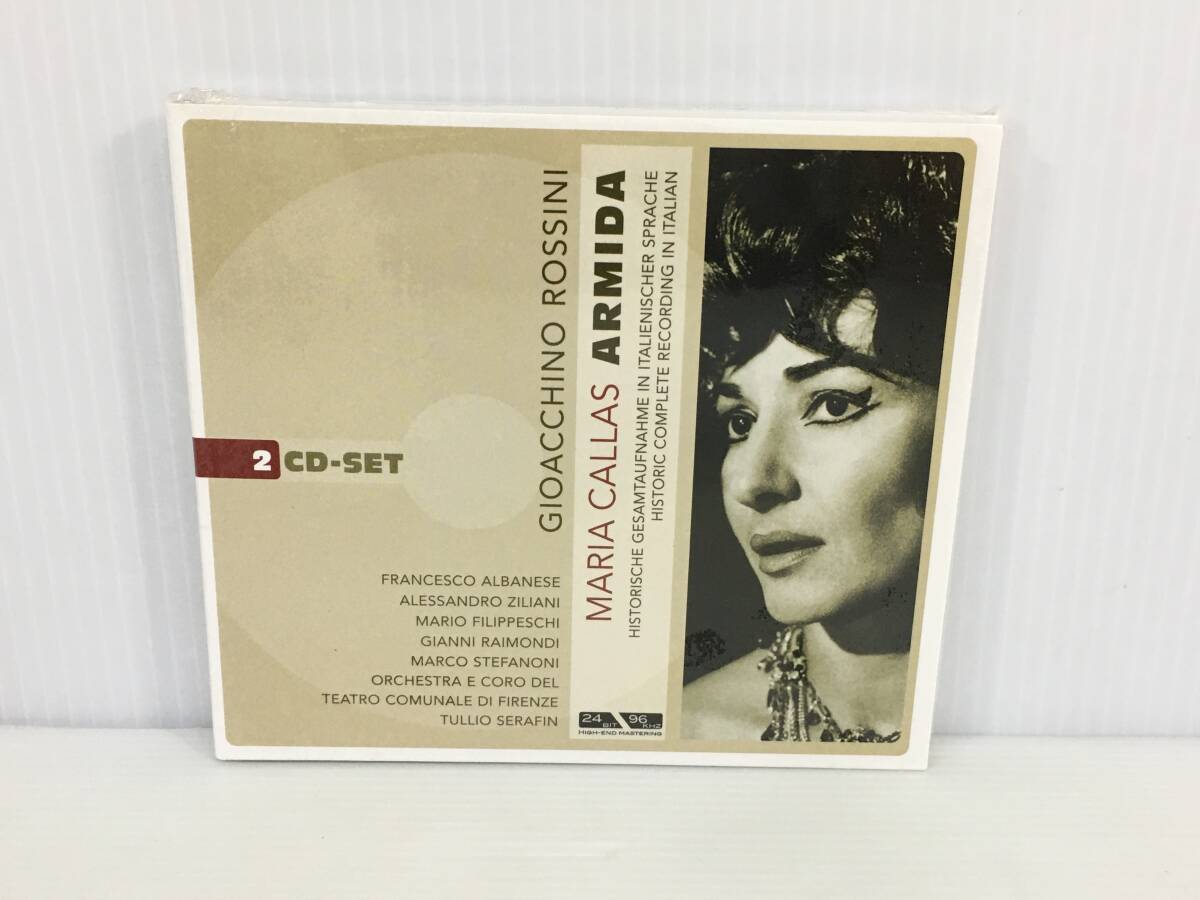 GIOACCHINO ROSSINI
MARIA CALLAS ARMIDA
HISTORISCHE GESAMTAUFNAHME IN ITALIENISCHER SPRACHE
HISTORIC COMPLETE RECORDING IN ITALIAN
2 CD-SET
FRANCESCO ALBANESE
ALESSANDRO ZILIANI
MARIO FILIPPESCHI
GIANNI RAIMONDI
MARCO STEFANONI
ORCHESTRA E CORO DEL
TEATRO COMUNALE DI FIRENZE
TULLIO SERAFIN
24 BIT 96 KHZ
HIGH-END MASTERING